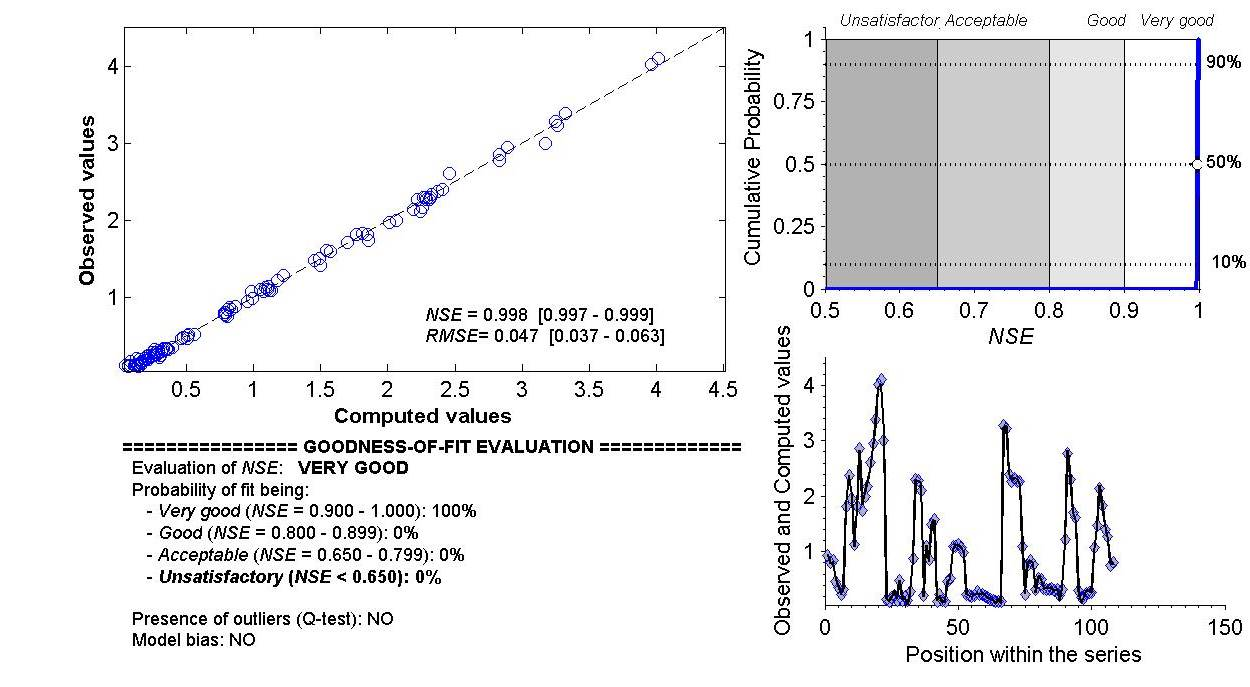 Observed values
4
3
2
1
0.5 1 1.5 2 2.5 3 3.5 4 4.5
Computed values
NSE = 0.998 [0.997 - 0.999]
RMSE= 0.047 [0.037 - 0.063]
================ GOODNESS-OF-FIT EVALUATION =============
Evaluation of NSE: VERY GOOD
Probability of fit being:
- Very good (NSE = 0.900 - 1.000): 100%
- Good (NSE = 0.800 - 0.899): 0%
- Acceptable (NSE = 0.650 - 0.799): 0%
- Unsatisfactory (NSE < 0.650): 0%
Presence of outliers (Q-test): NO
Model bias: NO
Unsatisfactor Acceptable Good Very good
Cumulative Probability
1
0.75
0.5
0.25
0
90%
50%
10%
0.5 0.6 0.7 0.8 0.9 1
NSE
Observed and Computed values
4
3
2
1
0 50 100 150
Position within the series